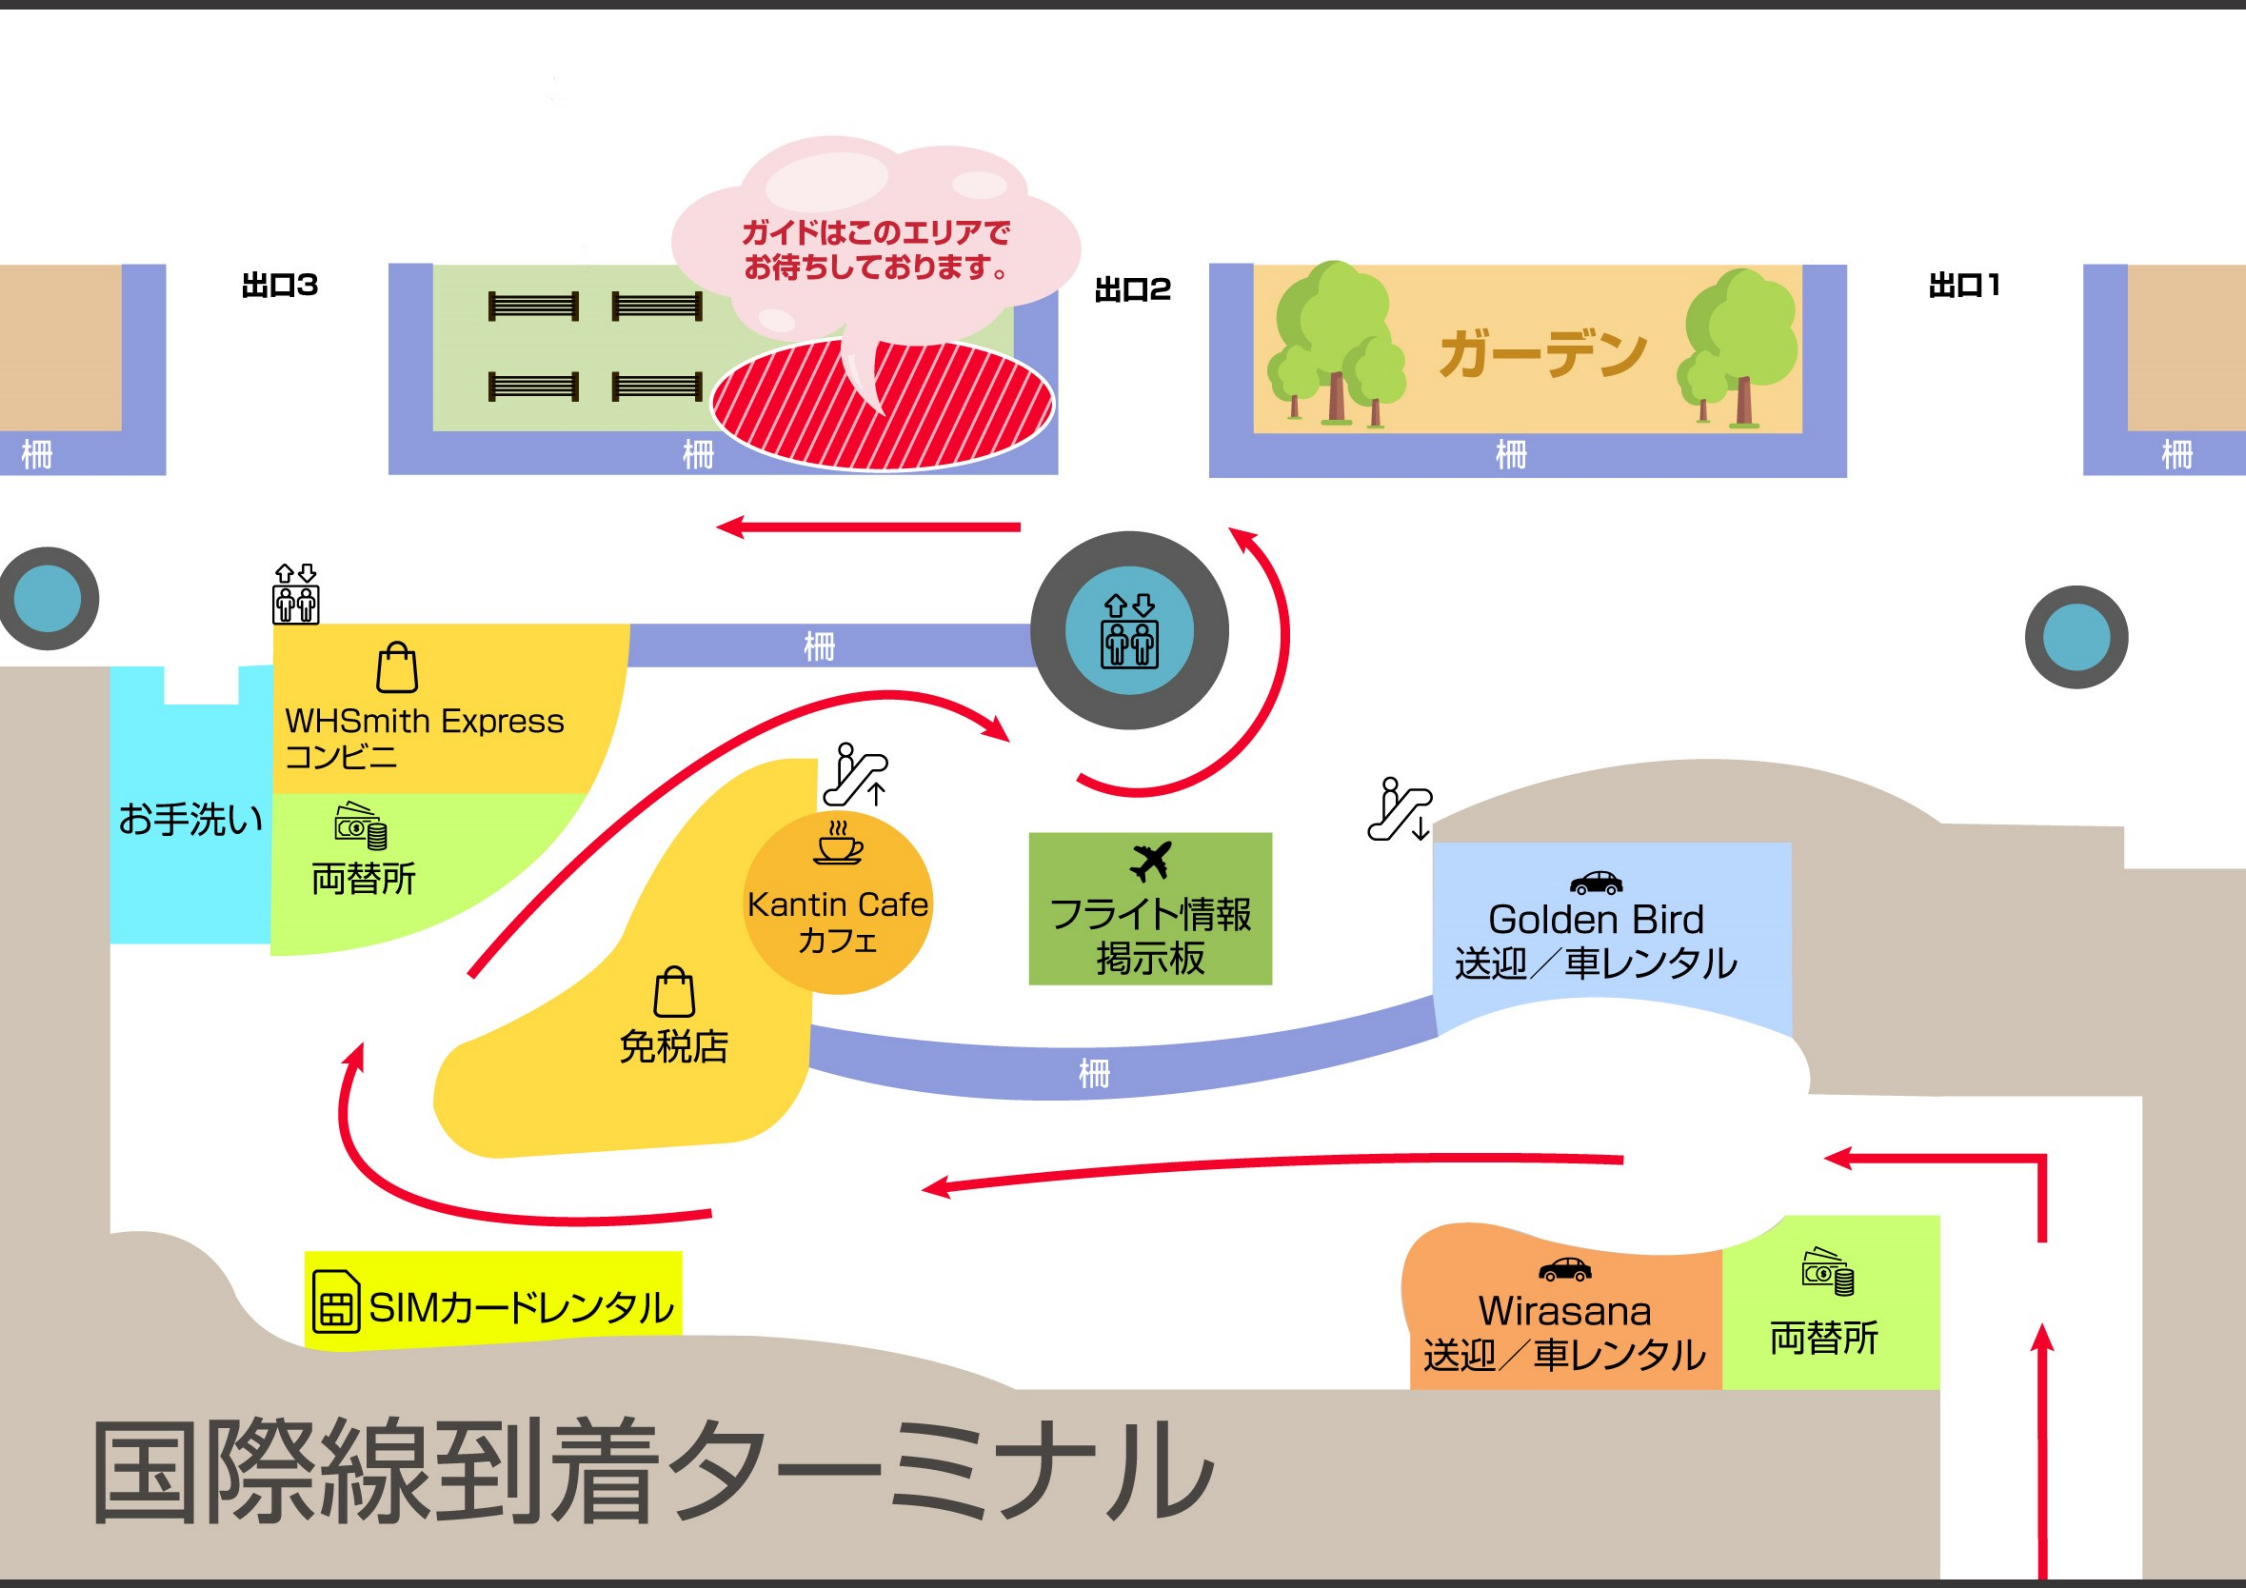 ガイドはこのエリアで
お待ちしております。
出口3
出口2
出口1
ガーデン
柵
柵
柵
柵
柵
WHSmith Express
コンビニ
お手洗い
両替所
Kantin Cafe
カフェ
免税店
フライト情報
掲示板
Golden Bird
送迎／車レンタル
柵
SIMカードレンタル
Wirasana
送迎／車レンタル
両替所
国際線到着ターミナル